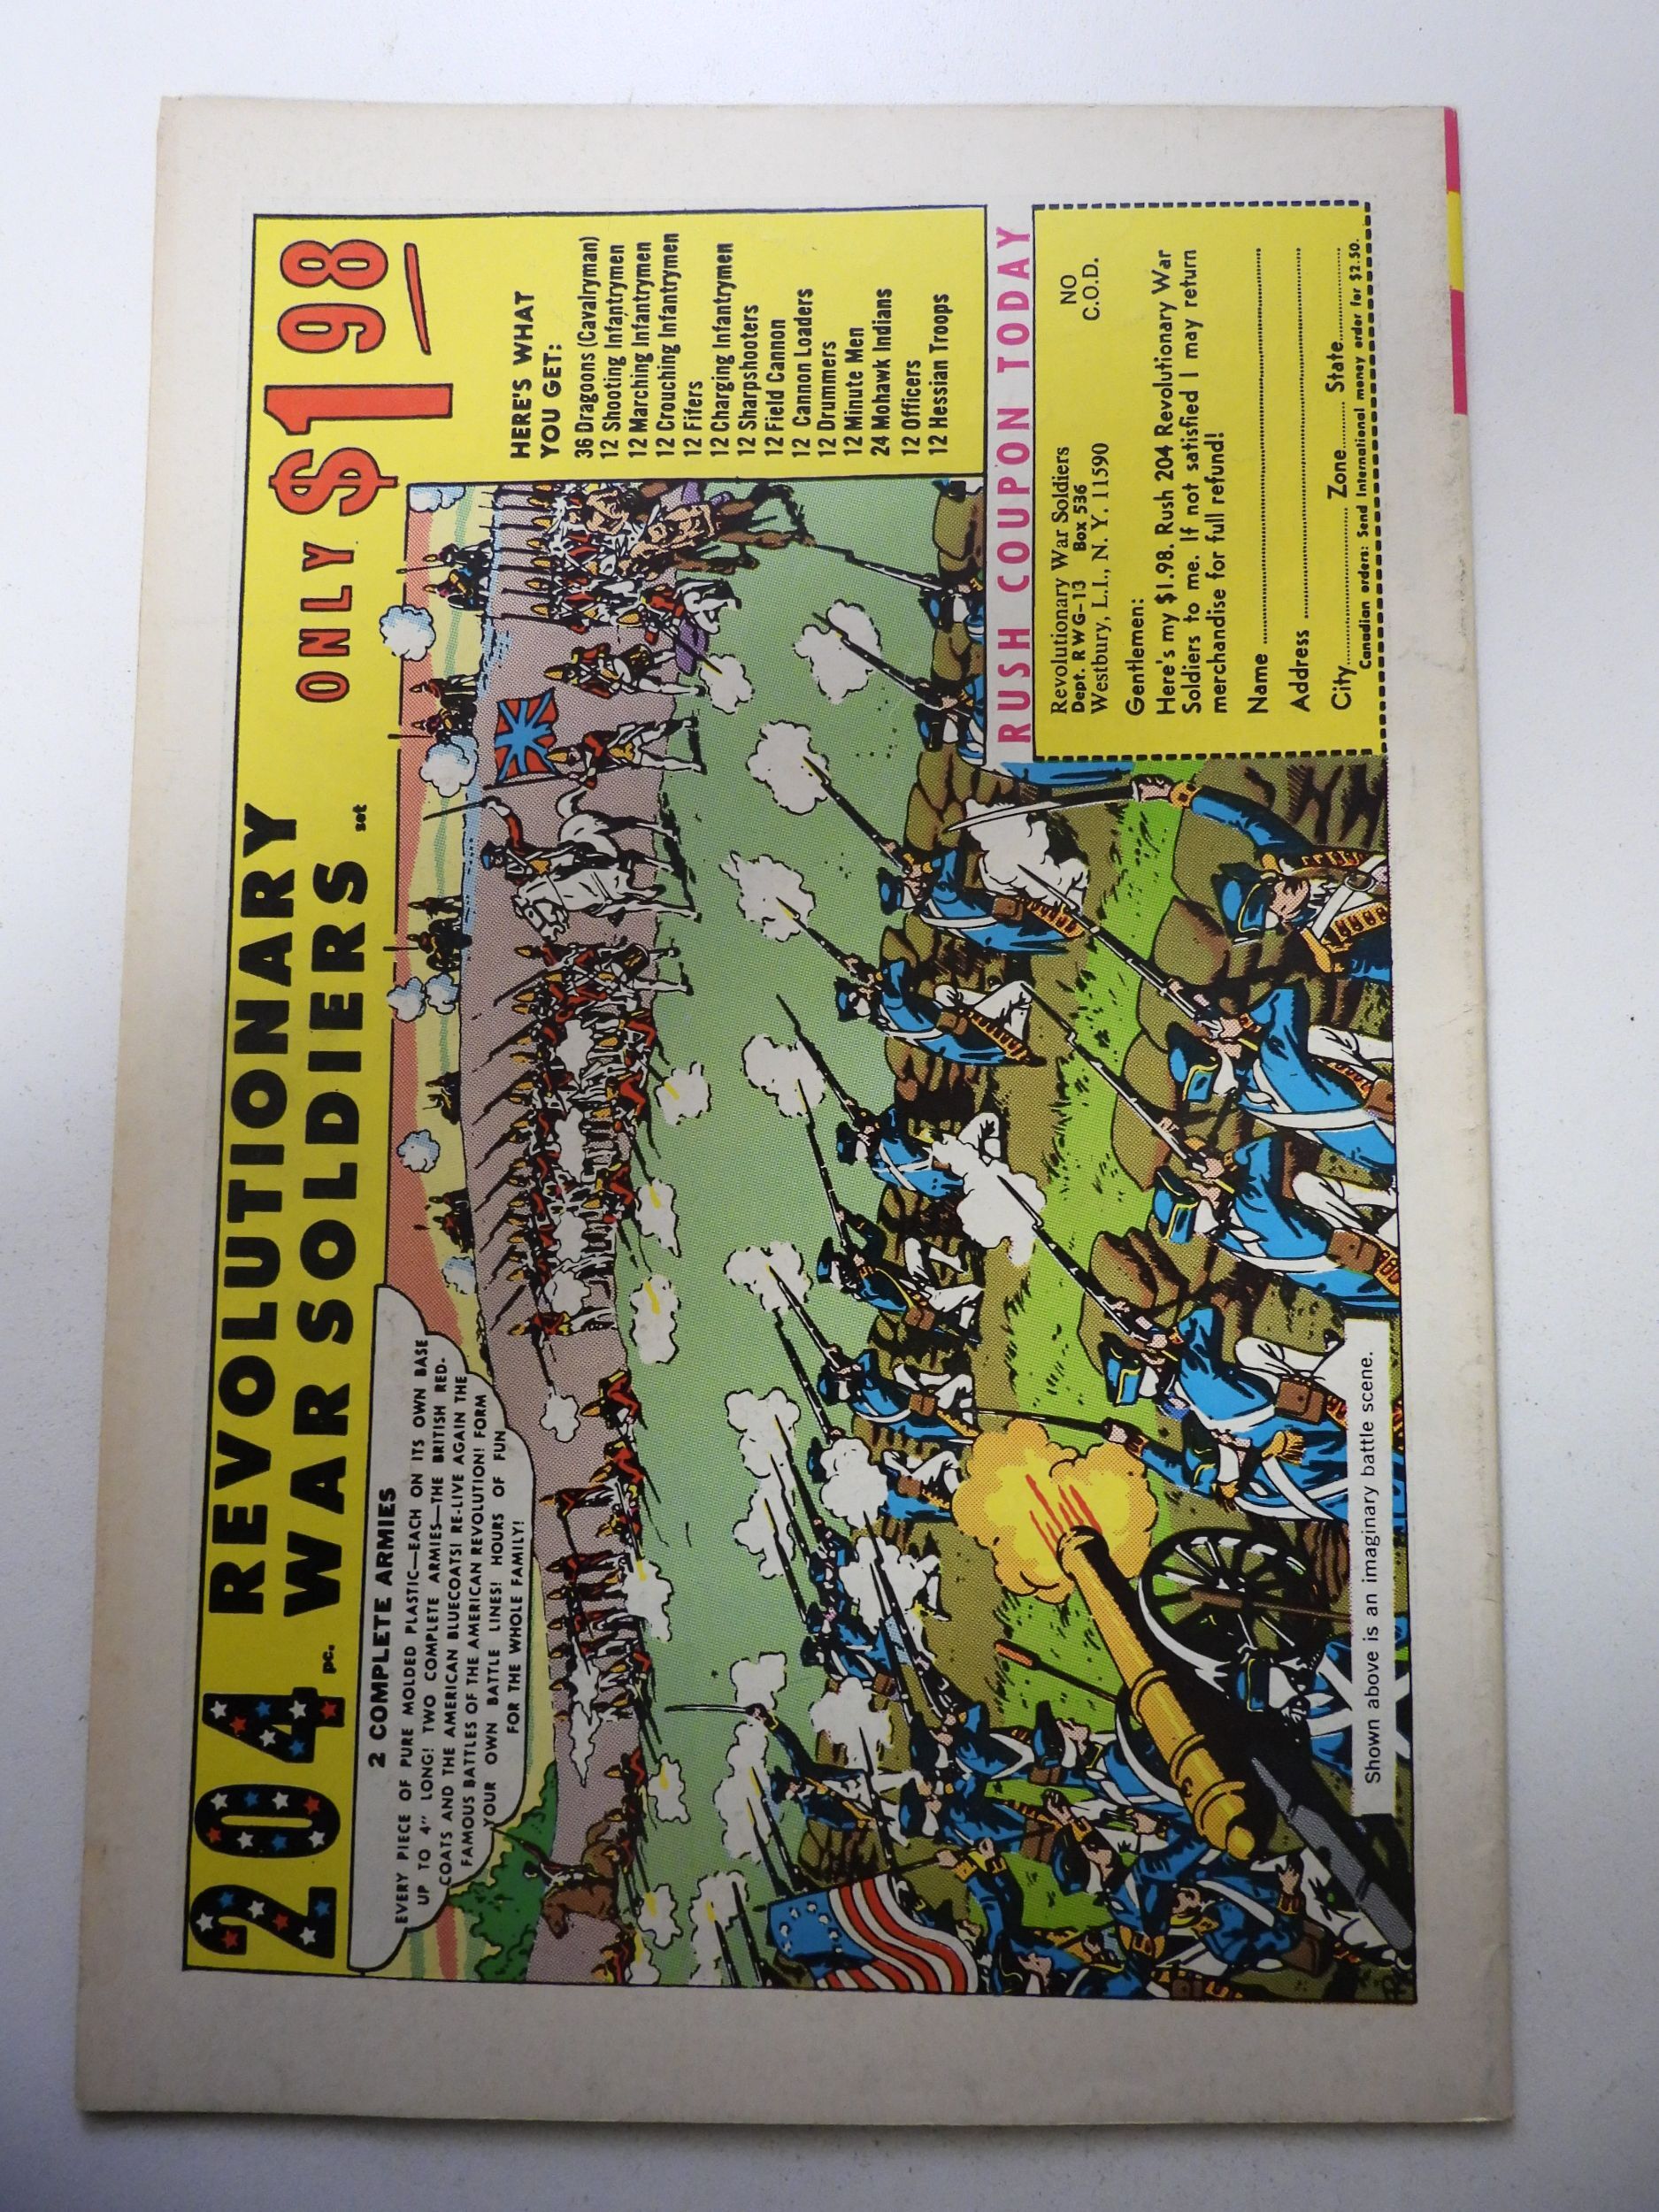 204 pc. REVOLUTIONARY
WAR SOLDIERS set
ONLY $1 98
2 COMPLETE ARMIES
EVERY PIECE OF PURE MOLDED PLASTIC—EACH ON ITS OWN BASE
UP TO 4" LONG! TWO COMPLETE ARMIES—THE BRITISH RED-
COATS AND THE AMERICAN BLUECOATS! RE-LIVE AGAIN THE
FAMOUS BATTLES OF THE AMERICAN REVOLUTION! FORM
YOUR OWN BATTLE LINES! HOURS OF FUN
FOR THE WHOLE FAMILY!
HERE'S WHAT
YOU GET:
36 Dragoons (Cavalryman)
12 Shooting Infantrymen
12 Marching Infantrymen
12 Crouching Infantrymen
12 Fifers
12 Charging Infantrymen
12 Sharpshooters
12 Field Cannon
12 Cannon Loaders
12 Drummers
12 Minute Men
24 Mohawk Indians
12 Officers
12 Hessian Troops
RUSH COUPON TODAY
Revolutionary War Soldiers
Dept. RWG-13 Box 536
Westbury, L.I., N. Y. 11590
NO
C.O.D.
Gentlemen:
Here's my $1.98. Rush 204 Revolutionary War
Soldiers to me. If not satisfied I may return
merchandise for full refund!
Name
Address
City Zone State
Canadian orders: Send International money order for $2.50.
Shown above is an imaginary battle scene.